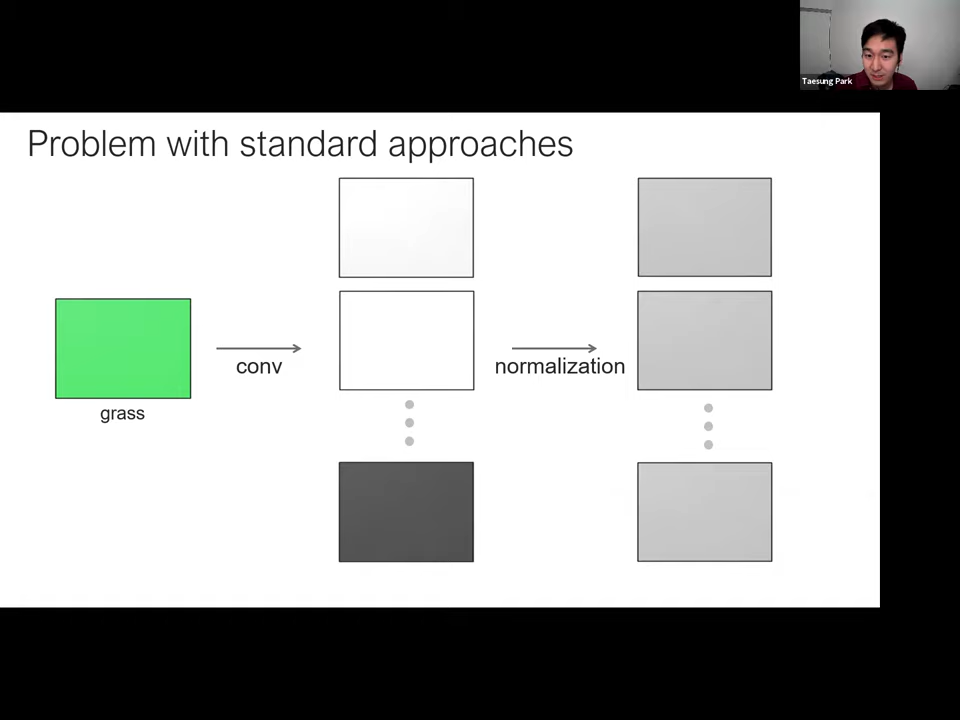 Taesung Park
Problem with standard approaches
conv
normalization
grass